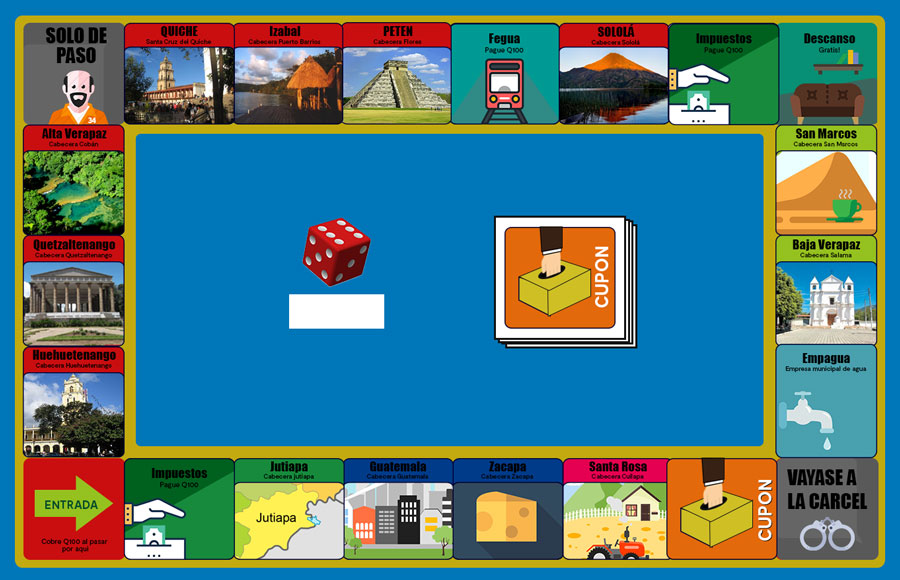 SOLO DE
PASO
34
QUICHE
Santa Cruz del Quiche
Izabal
Cabecera Puerto Barrios
PETEN
Cabecera Flores
Fegua
Pague Q100
SOLOLÁ
Cabecera Sololá
Impuestos
Pague Q100
Descanso
Gratis!
Alta Verapaz
Cabecera Cobán
San Marcos
Cabecera San Marcos
Quetzaltenango
Cabecera Quetzaltenango
CUPON
Baja Verapaz
Cabecera Salama
Huehuetenango
Cabecera Huehuetenango
Empagua
Empresa municipal de agua
ENTRADA
Cobre Q100 al pasar
por aqui
Impuestos
Pague Q100
Jutiapa
Cabecera jutiapa
Jutiapa
Guatemala
Cabecera Guatemala
Zacapa
Cabecera Zacapa
Santa Rosa
Cabecera Cuilapa
CUPON
VAYASE A
LA CARCEL